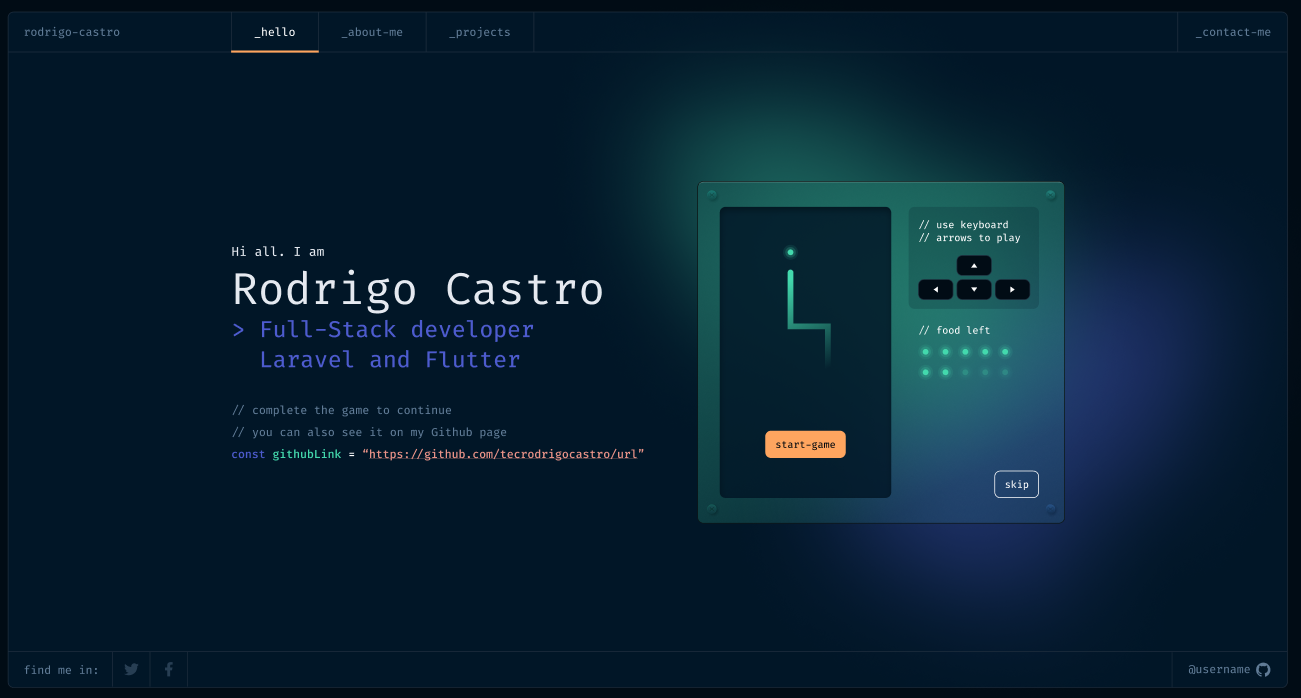 rodrigo-castro
_hello
_about-me
_projects
_contact-me
Hi all. I am
Rodrigo Castro
> Full-Stack developer
Laravel and Flutter
// complete the game to continue
// you can also see it on my Github page
const githubLink = “https://github.com/tecrodrigocastro/url”
start-game
// use keyboard
// arrows to play
// food left
skip
find me in:
@username